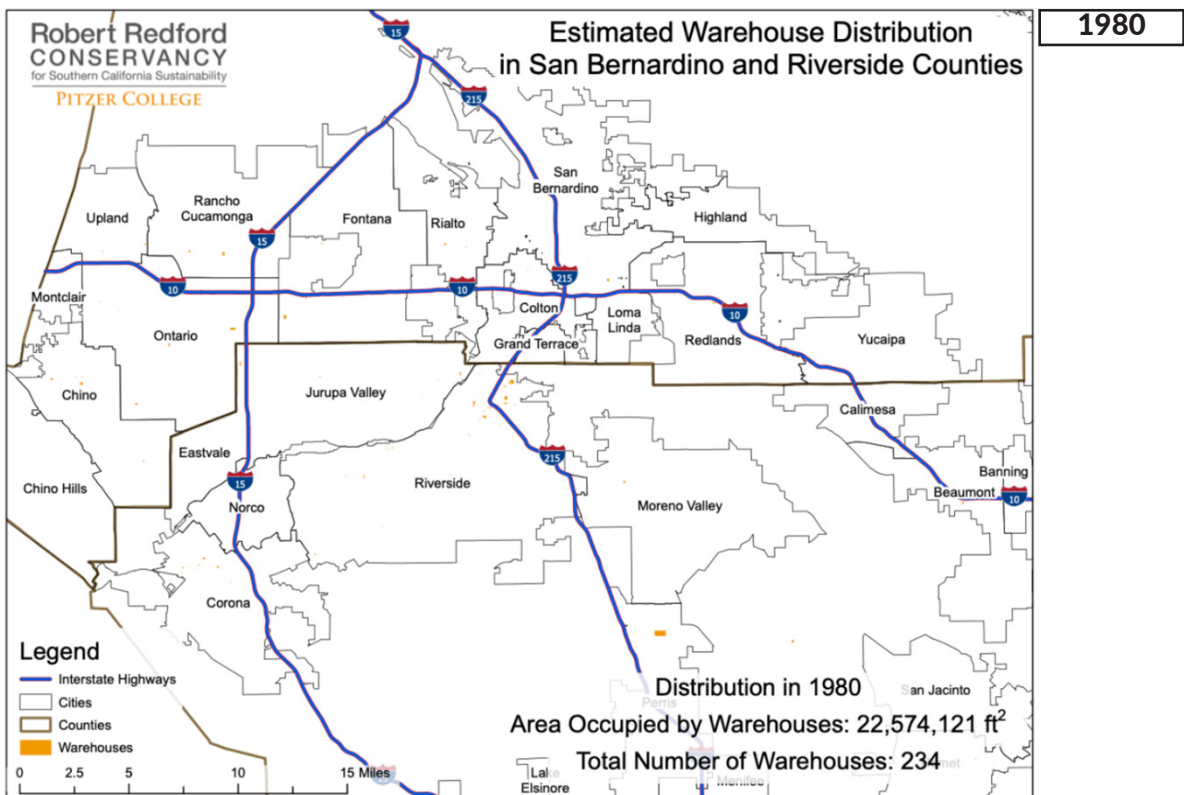 Robert Redford
CONSERVANCY
for Southern California Sustainability
PITZER COLLEGE
Estimated Warehouse Distribution
in San Bernardino and Riverside Counties
1980
15
215
San
Bernardino
Upland
Rancho
Cucamonga
Fontana
Rialto
Highland
15
10
10
215
10
Montclair
Ontario
Colton
Loma
Linda
Grand Terrace
Redlands
Yucaipa
Chino
Jurupa Valley
Calimesa
Eastvale
215
Chino Hills
15
Norco
Riverside
Moreno Valley
Banning
Beaumont
10
Corona
Legend
Interstate Highways
Cities
Counties
Warehouses
0 2.5 5 10 15 Miles
15
Distribution in 1980
San Jacinto
Perris
Area Occupied by Warehouses: 22,574,121 ft²
Total Number of Warehouses: 234
Lake
Elsinore
Menifee